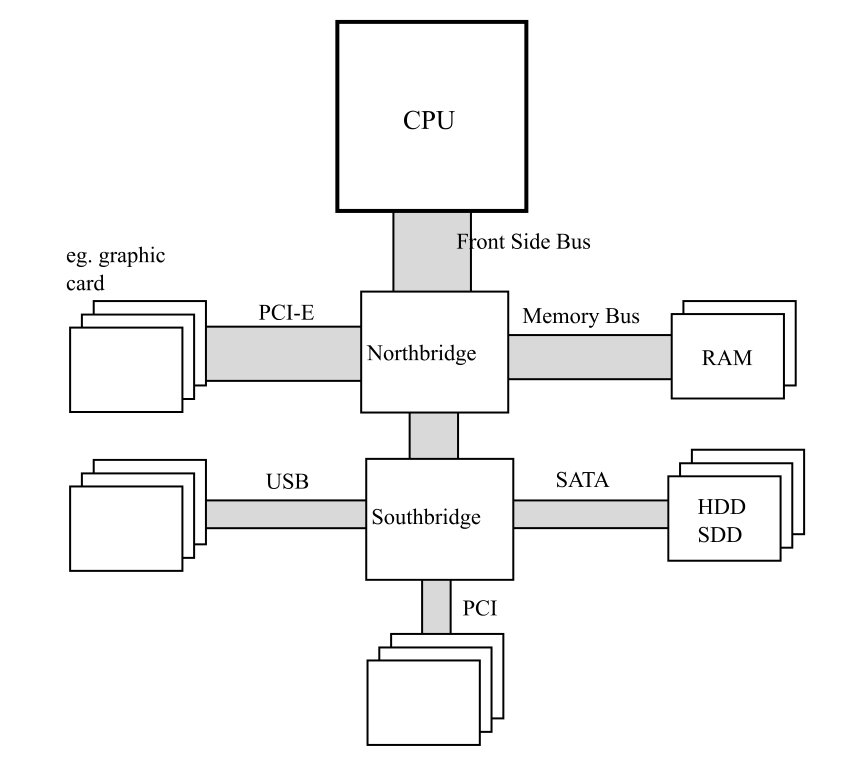 CPU
Front Side Bus
eg. graphic
card
PCI-E
Memory Bus
Northbridge
RAM
USB
SATA
Southbridge
HDD
SDD
PCI